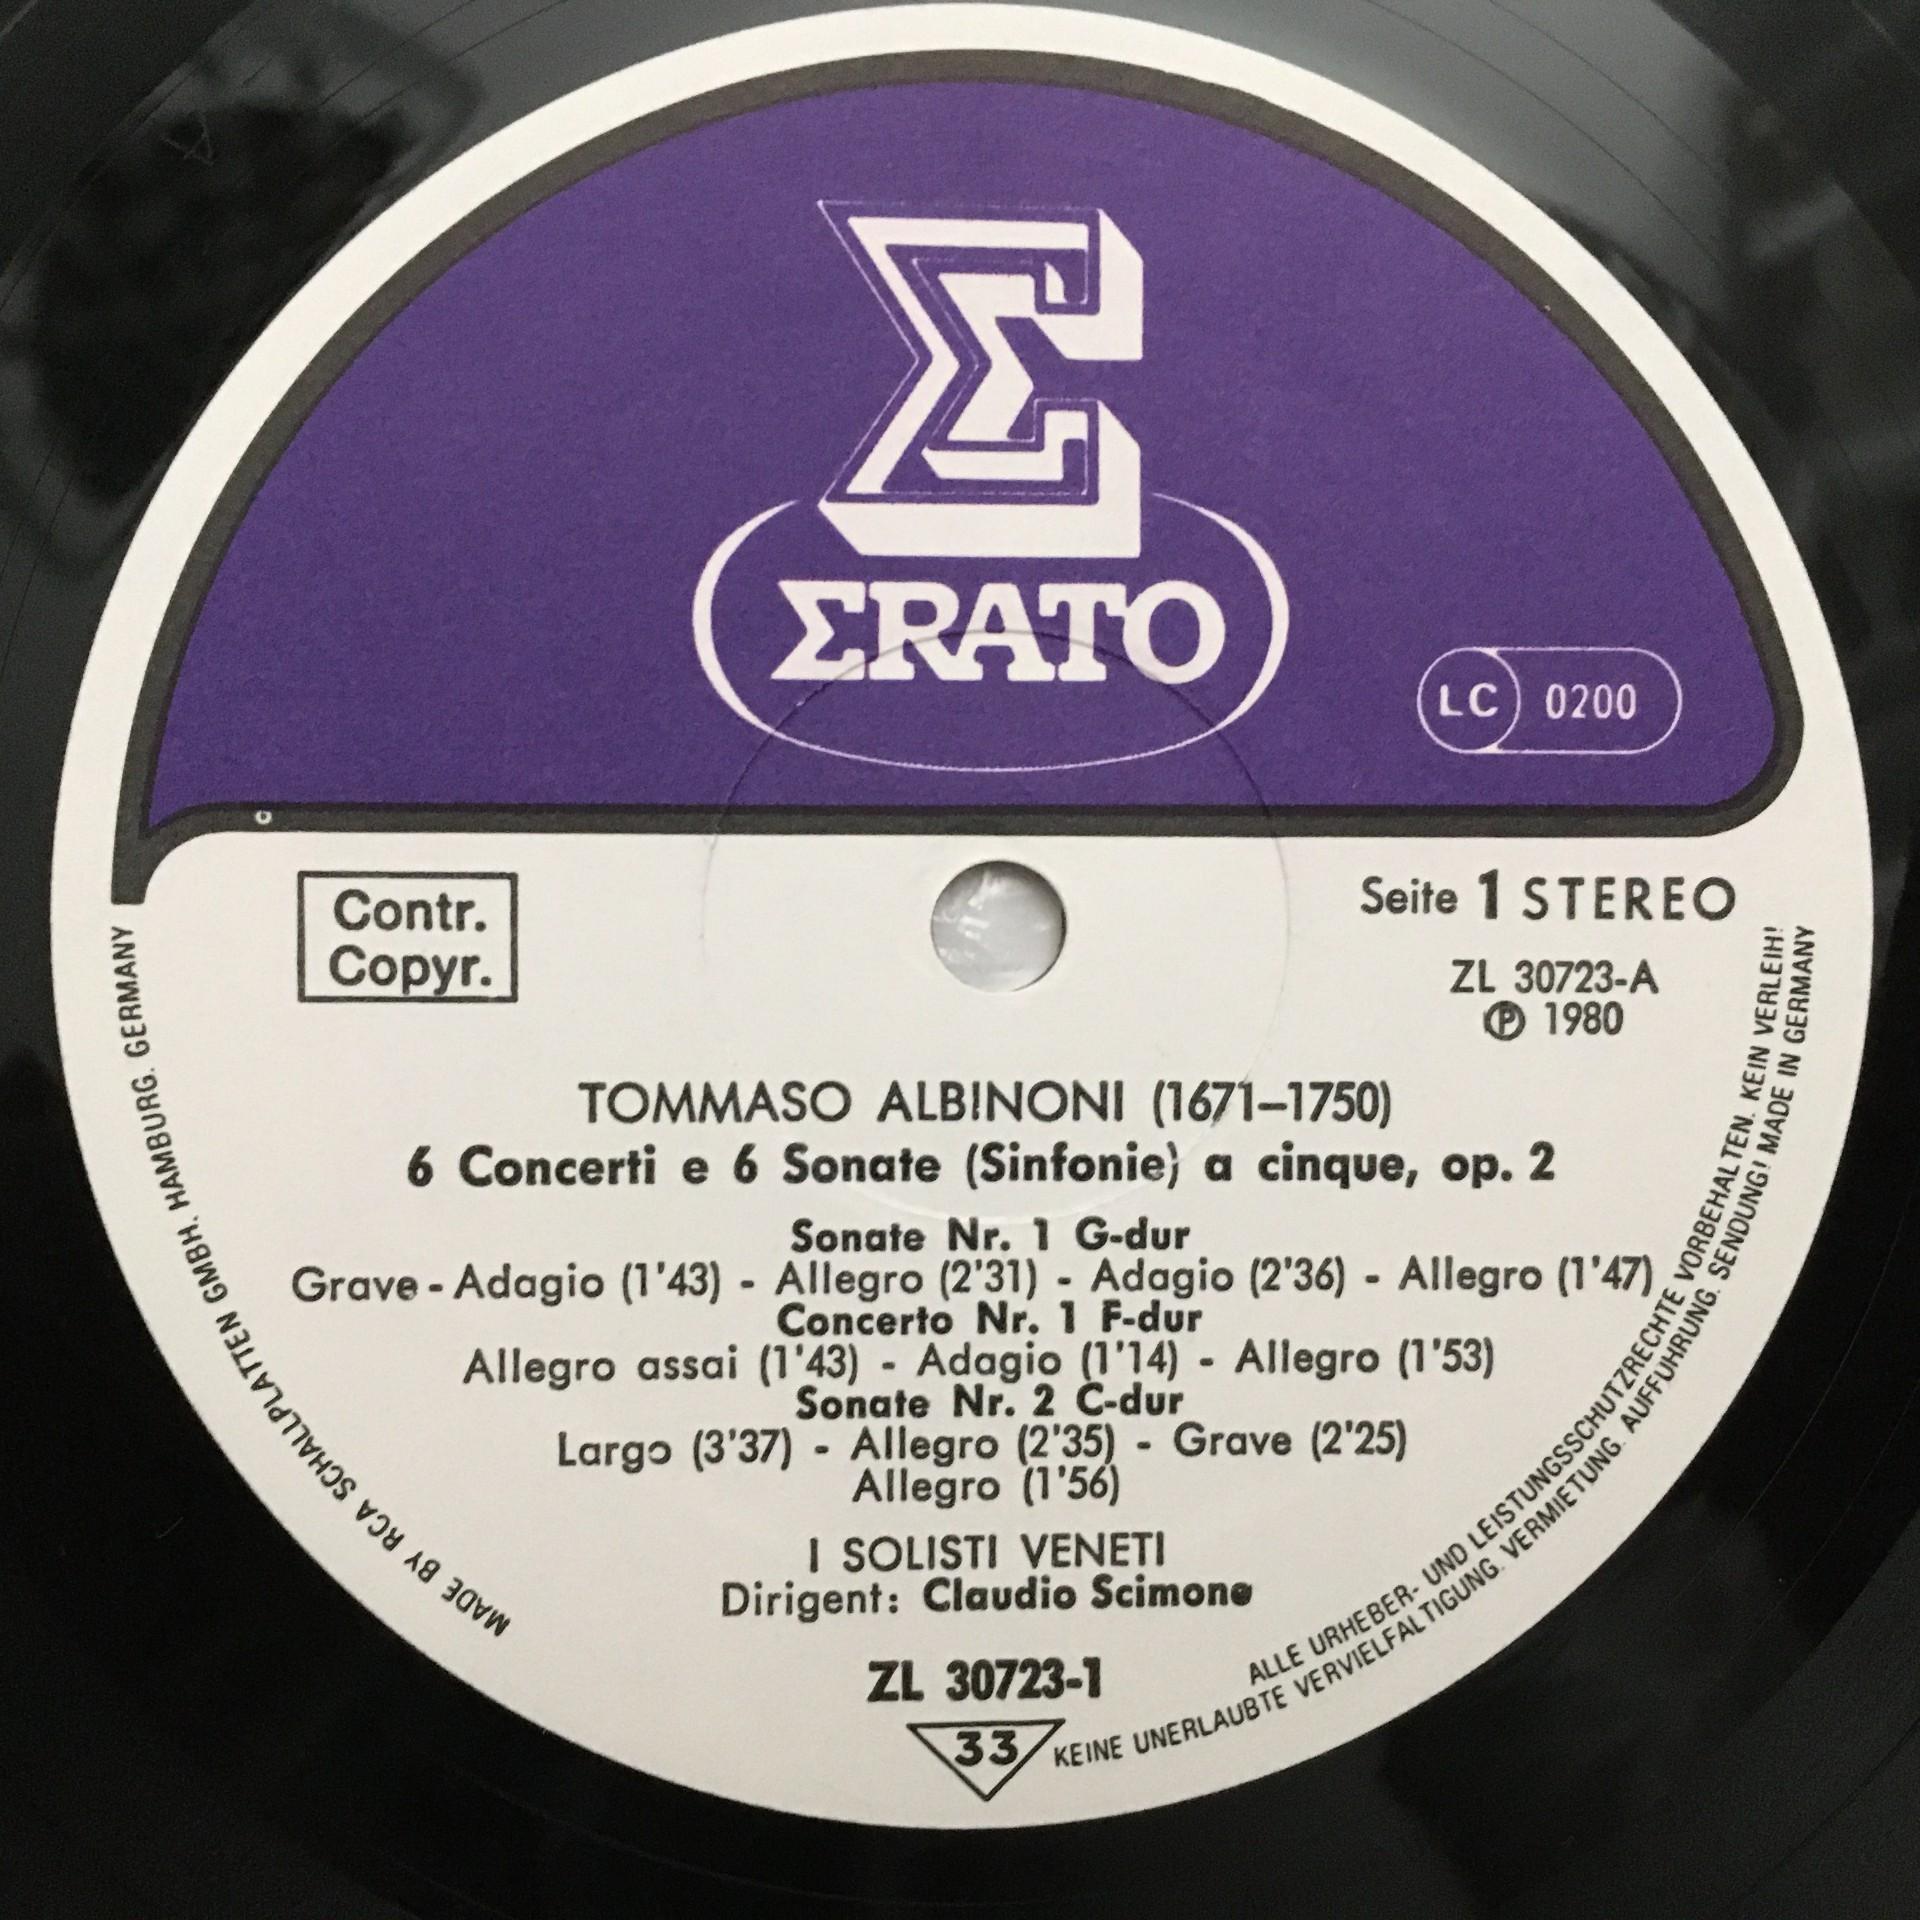 Σ
ΣRATO
LC 0200
Contr.
Copyr.
Seite 1 STEREO
ZL 30723-A
℗ 1980
TOMMASO ALBINONI (1671–1750)
6 Concerti e 6 Sonate (Sinfonie) a cinque, op. 2
Sonate Nr. 1 G-dur
Grave - Adagio (1'43) - Allegro (2'31) - Adagio (2'36) - Allegro (1'47)
Concerto Nr. 1 F-dur
Allegro assai (1'43) - Adagio (1'14) - Allegro (1'53)
Sonate Nr. 2 C-dur
Largo (3'37) - Allegro (2'35) - Grave (2'25)
Allegro (1'56)
I SOLISTI VENETI
Dirigent: Claudio Scimone
ZL 30723-1
33
MADE BY RCA SCHALLPLATTEN GMBH. HAMBURG. GERMANY
ALLE URHEBER- UND LEISTUNGSSCHUTZRECHTE VORBEHALTEN. KEIN VERLEIH!
KEINE UNERLAUBTE VERVIELFALTIGUNG. VERMIETUNG. AUFFUHRUNG. SENDUNG! MADE IN GERMANY